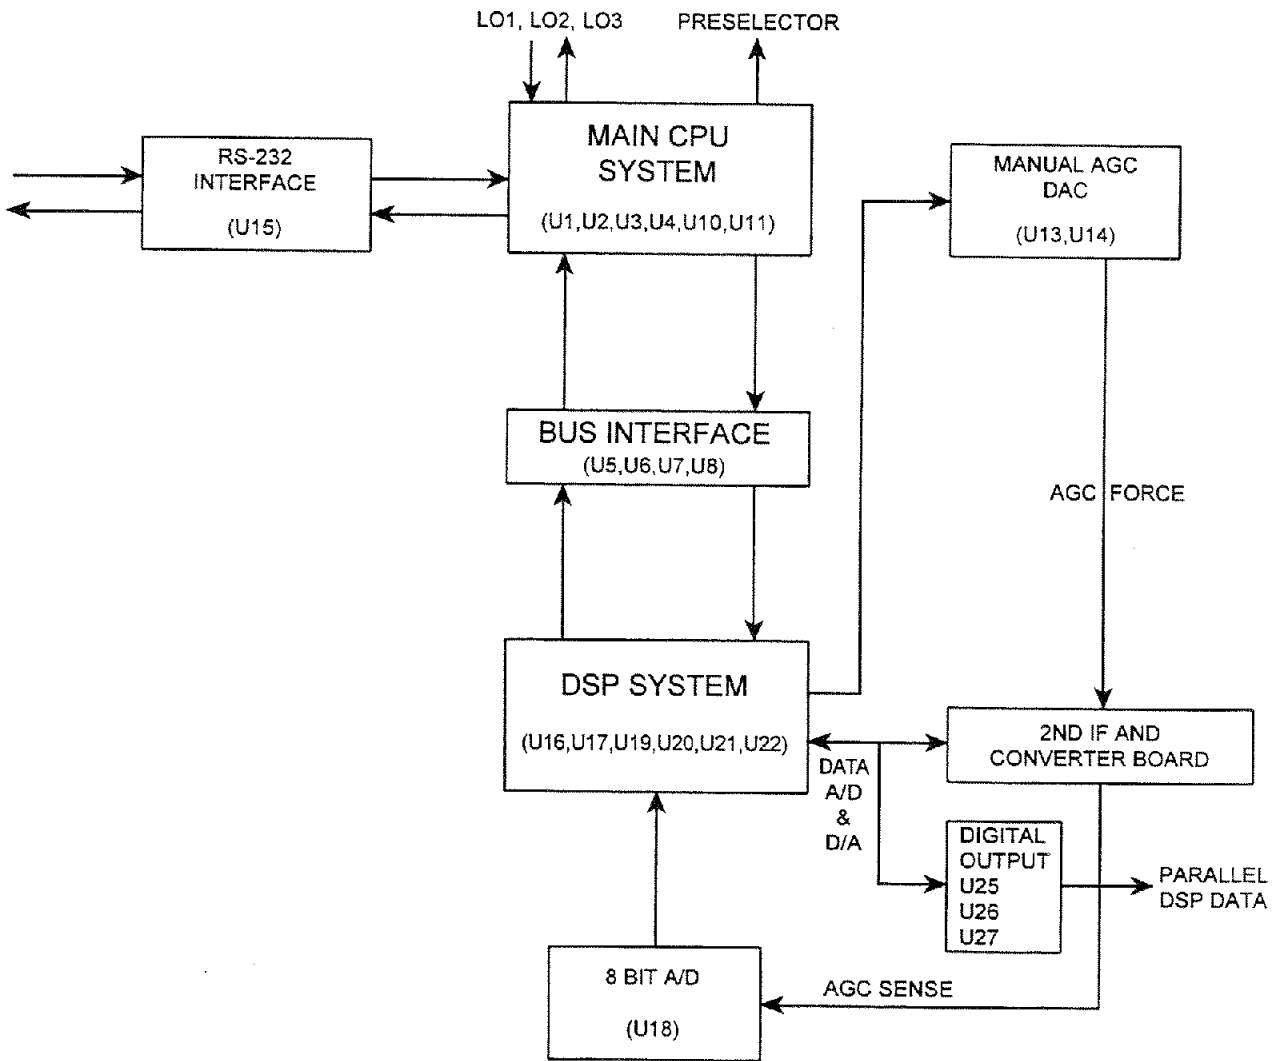 LO1, LO2, LO3
PRESELECTOR
MAIN CPU
SYSTEM
(U1,U2,U3,U4,U10,U11)
RS-232
INTERFACE
(U15)
MANUAL AGC
DAC
(U13,U14)
BUS INTERFACE
(U5,U6,U7,U8)
AGC FORCE
DSP SYSTEM
(U16,U17,U19,U20,U21,U22)
2ND IF AND
CONVERTER BOARD
DATA
A/D
&
D/A
DIGITAL
OUTPUT
U25
U26
U27
PARALLEL
DSP DATA
8 BIT A/D
(U18)
AGC SENSE